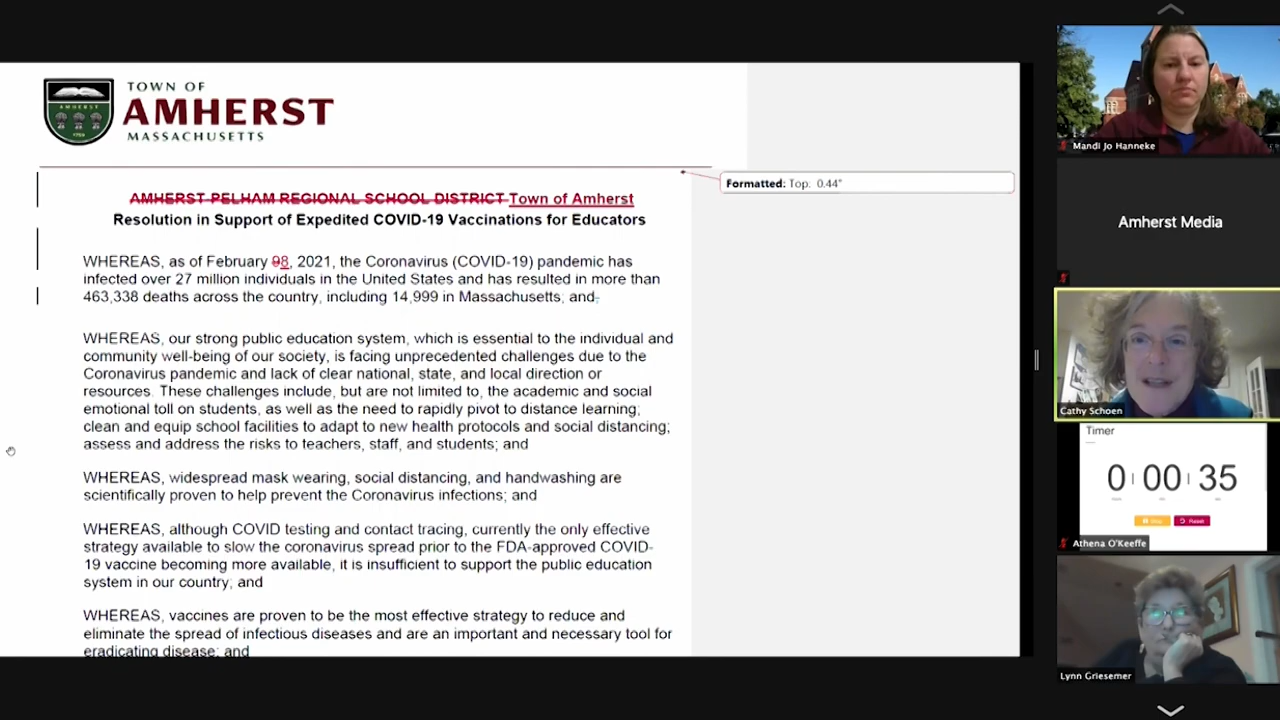 TOWN OF
AMHERST
MASSACHUSETTS
AMHERST
Formatted: Top: 0.44"
AMHERST PELHAM REGIONAL SCHOOL DISTRICT Town of Amherst
Resolution in Support of Expedited COVID-19 Vaccinations for Educators
WHEREAS, as of February 98, 2021, the Coronavirus (COVID-19) pandemic has
infected over 27 million individuals in the United States and has resulted in more than
463,338 deaths across the country, including 14,999 in Massachusetts; and.
WHEREAS, our strong public education system, which is essential to the individual and
community well-being of our society, is facing unprecedented challenges due to the
Coronavirus pandemic and lack of clear national, state, and local direction or
resources. These challenges include, but are not limited to, the academic and social
emotional toll on students, as well as the need to rapidly pivot to distance learning;
clean and equip school facilities to adapt to new health protocols and social distancing;
assess and address the risks to teachers, staff, and students; and
WHEREAS, widespread mask wearing, social distancing, and handwashing are
scientifically proven to help prevent the Coronavirus infections; and
WHEREAS, although COVID testing and contact tracing, currently the only effective
strategy available to slow the coronavirus spread prior to the FDA-approved COVID-
19 vaccine becoming more available, it is insufficient to support the public education
system in our country; and
WHEREAS, vaccines are proven to be the most effective strategy to reduce and
eliminate the spread of infectious diseases and are an important and necessary tool for
eradicating disease; and
Mandi Jo Hanneke
Amherst Media
Cathy Schoen
Timer
0 00 35
Reset
Athena O'Keeffe
Lynn Griesemer